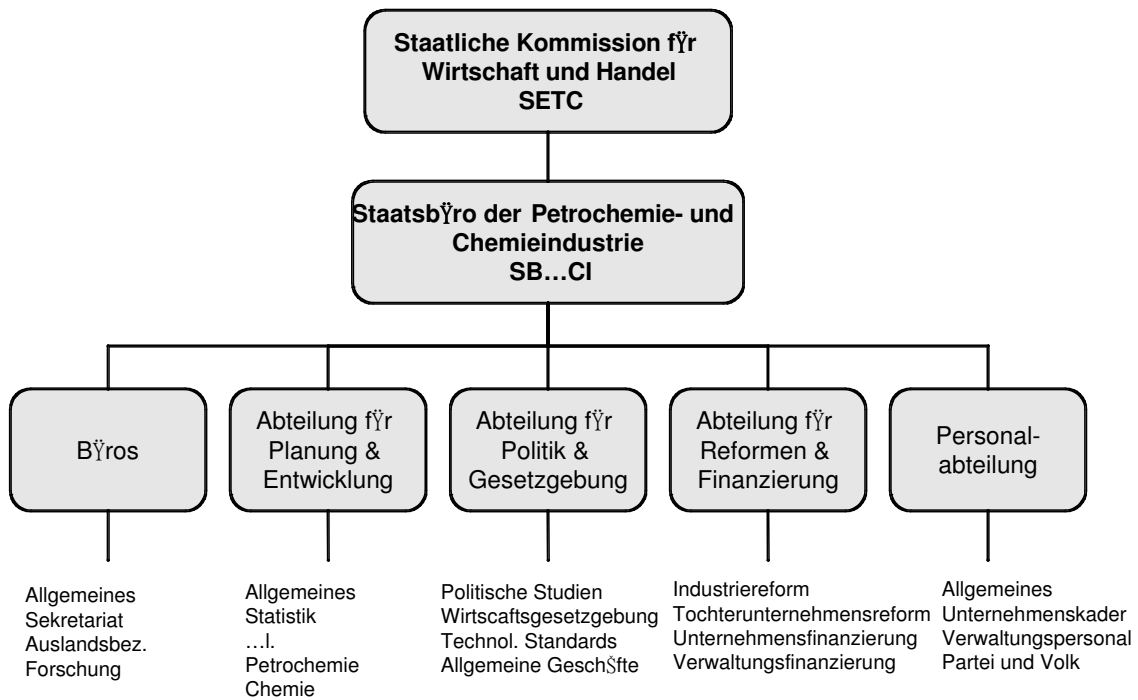 Staatliche Kommission fŸr
Wirtschaft und Handel
SETC
StaatsbŸro der Petrochemie- und
Chemieindustrie
SB…CI
BŸros
Abteilung fŸr
Planung &
Entwicklung
Abteilung fŸr
Politik &
Gesetzgebung
Abteilung fŸr
Reformen &
Finanzierung
Personal-
abteilung
Allgemeines
Sekretariat
Auslandsbez.
Forschung
Allgemeines
Statistik
…l.
Petrochemie
Chemie
Politische Studien
Wirtscaftsgesetzgebung
Technol. Standards
Allgemeine GeschŠfte
Industriereform
Tochterunternehmensreform
Unternehmensfinanzierung
Verwaltungsfinanzierung
Allgemeines
Unternehmenskader
Verwaltungspersonal
Partei und Volk